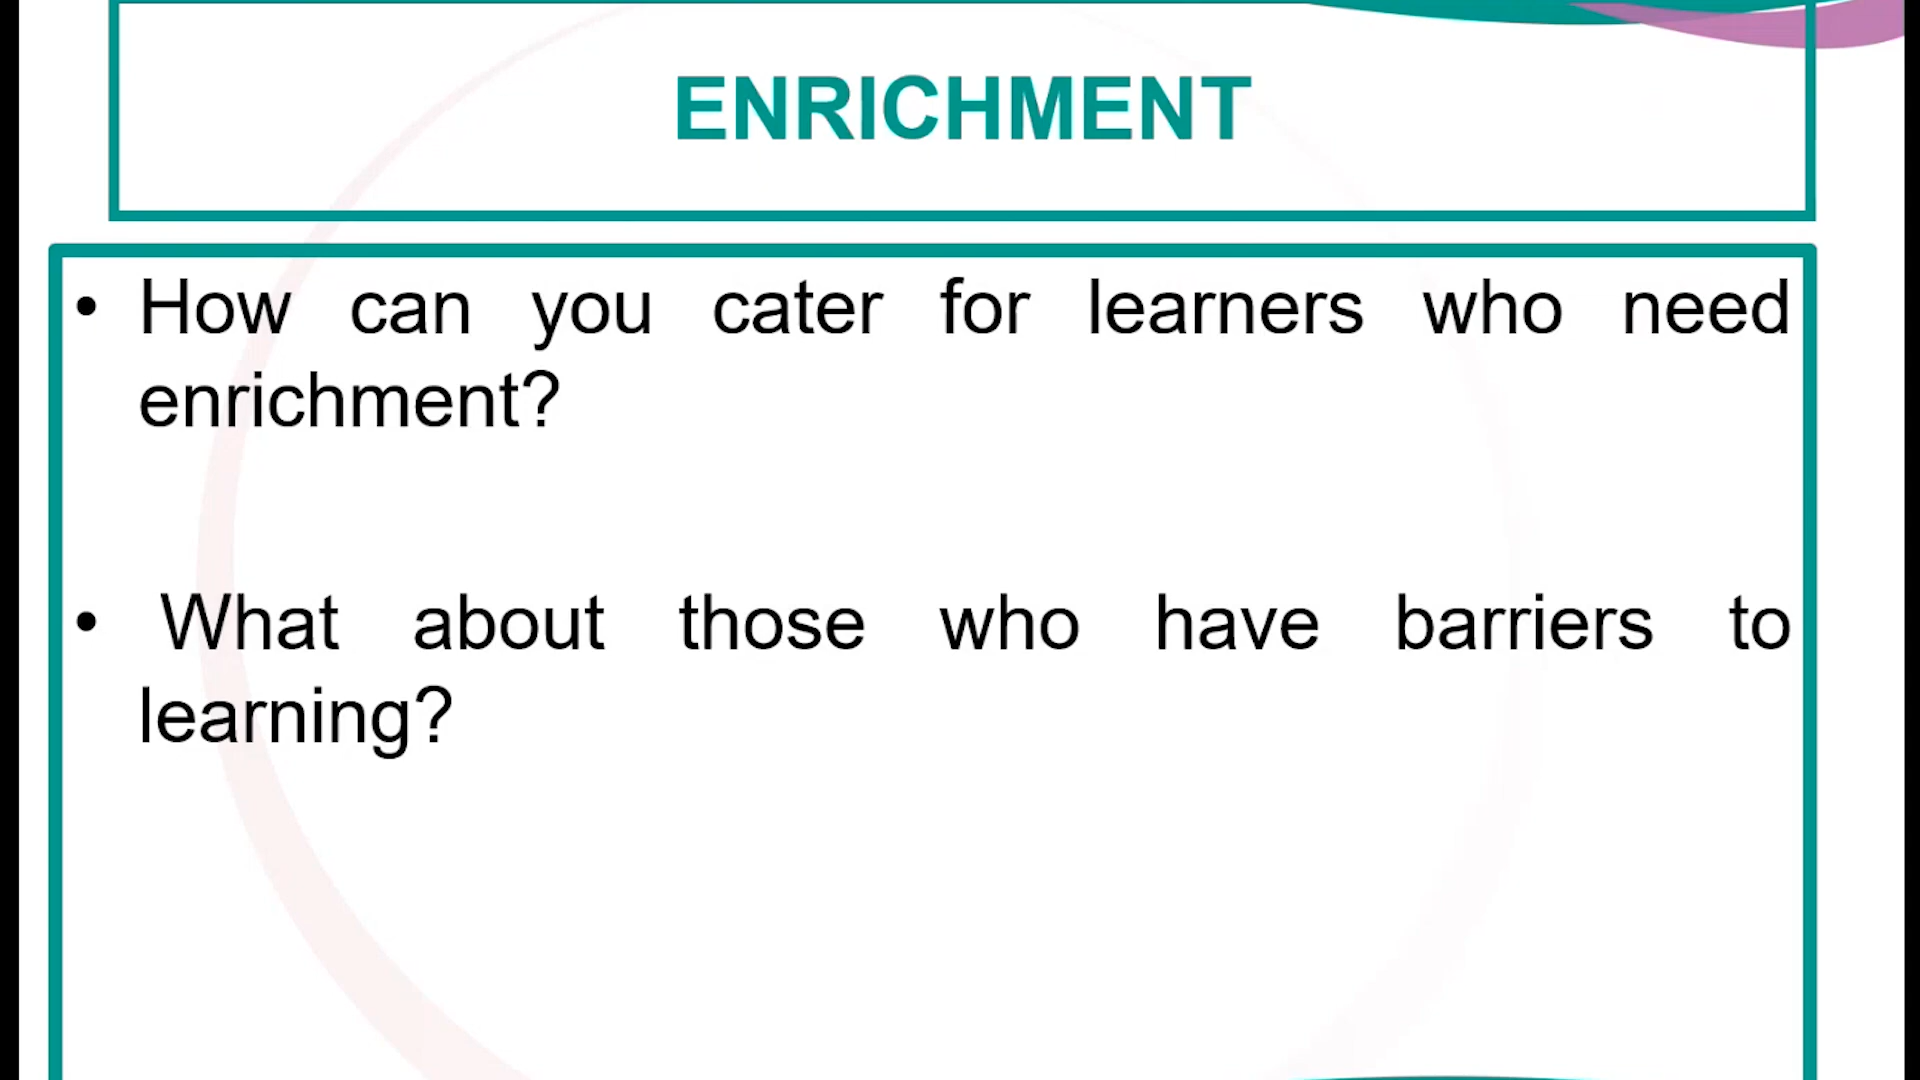 ENRICHMENT
• How can you cater for learners who need
enrichment?
• What about those who have barriers to
learning?